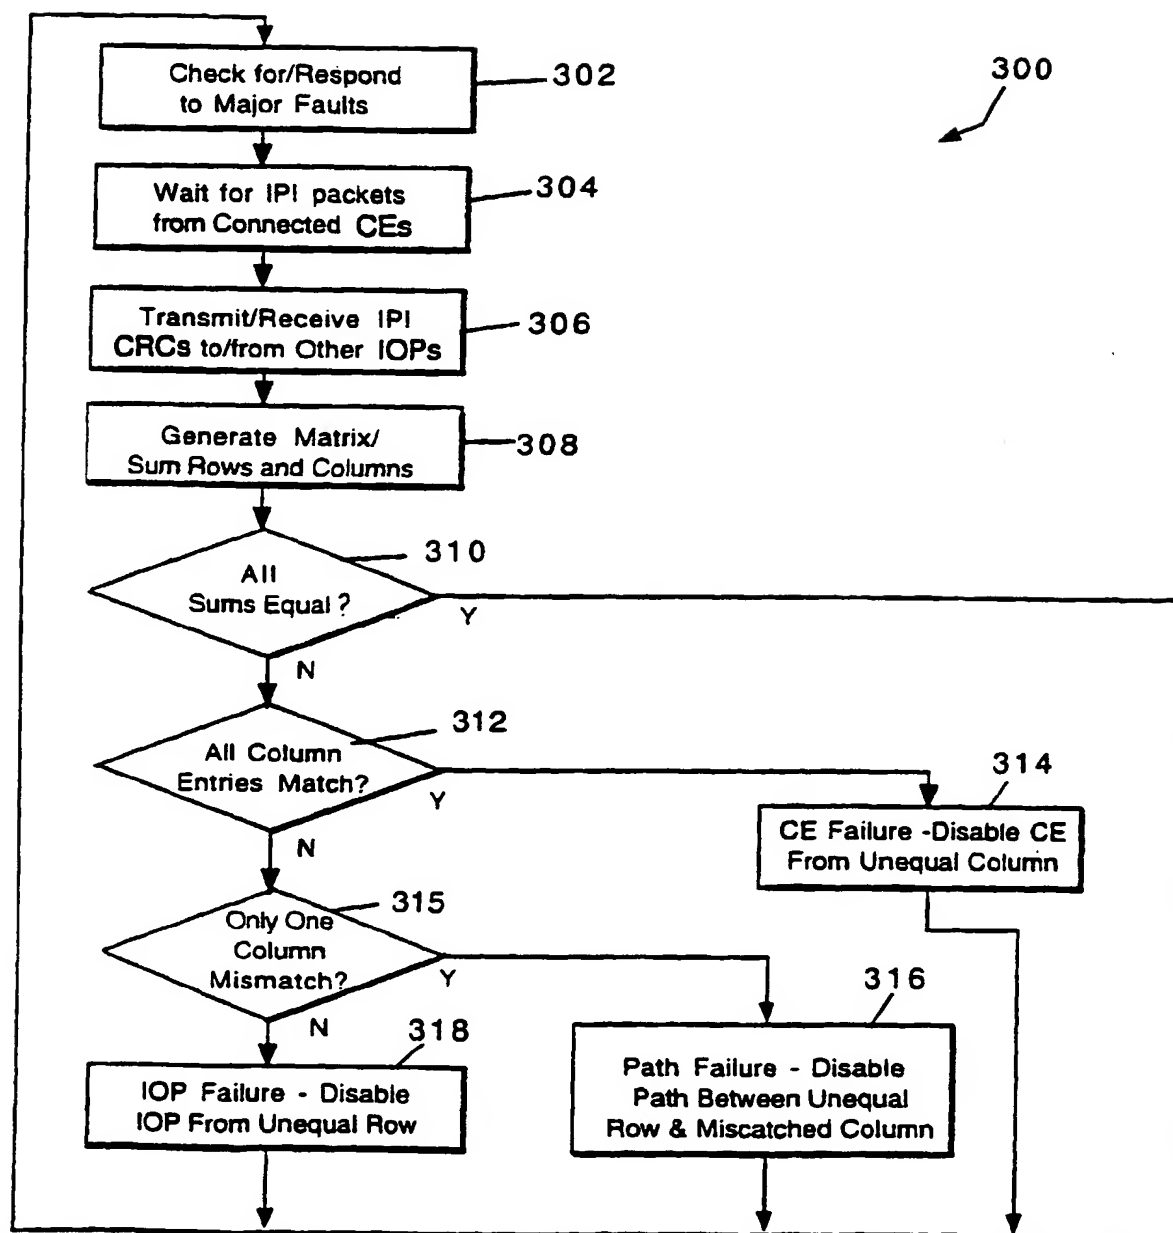 Check for/Respond
to Major Faults
302
300
Wait for IPI packets
from Connected CEs
304
Transmit/Receive IPI
CRCs to/from Other IOPs
306
Generate Matrix/
Sum Rows and Columns
308
All
Sums Equal?
310
Y
N
All Column
Entries Match?
312
Y
N
CE Failure -Disable CE
From Unequal Column
314
Only One
Column
Mismatch?
315
Y
N
Path Failure - Disable
Path Between Unequal
Row & Miscatched Column
316
IOP Failure - Disable
IOP From Unequal Row
318